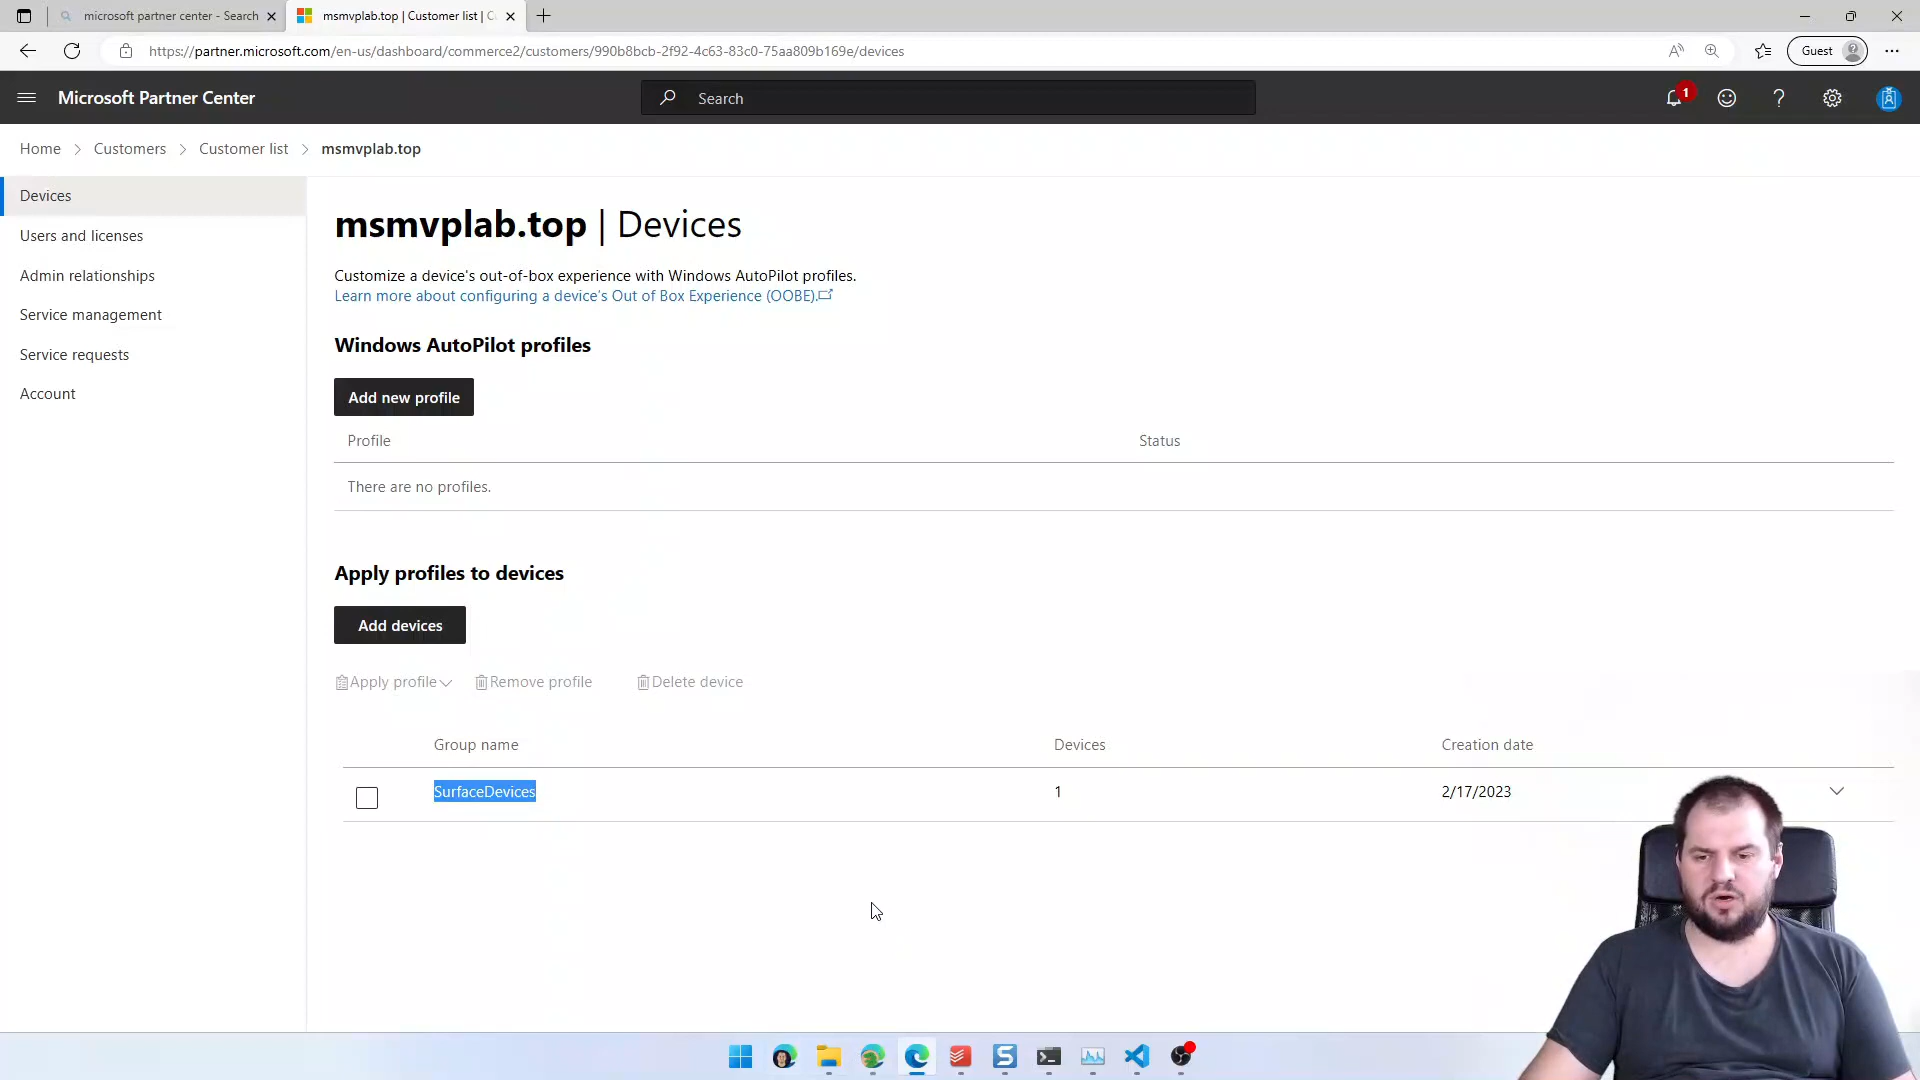 microsoft partner center - Search
msmvplab.top | Customer list | C
https://partner.microsoft.com/en-us/dashboard/commerce2/customers/990b8bcb-2f92-4c63-83c0-75aa809b169e/devices
Guest
Microsoft Partner Center
Search
1
Home > Customers > Customer list > msmvplab.top
Devices
Users and licenses
Admin relationships
Service management
Service requests
Account
msmvplab.top | Devices
Customize a device's out-of-box experience with Windows AutoPilot profiles.
Learn more about configuring a device's Out of Box Experience (OOBE).
Windows AutoPilot profiles
Add new profile
Profile Status
There are no profiles.
Apply profiles to devices
Add devices
Apply profile Remove profile Delete device
Group name Devices Creation date
SurfaceDevices 1 2/17/2023